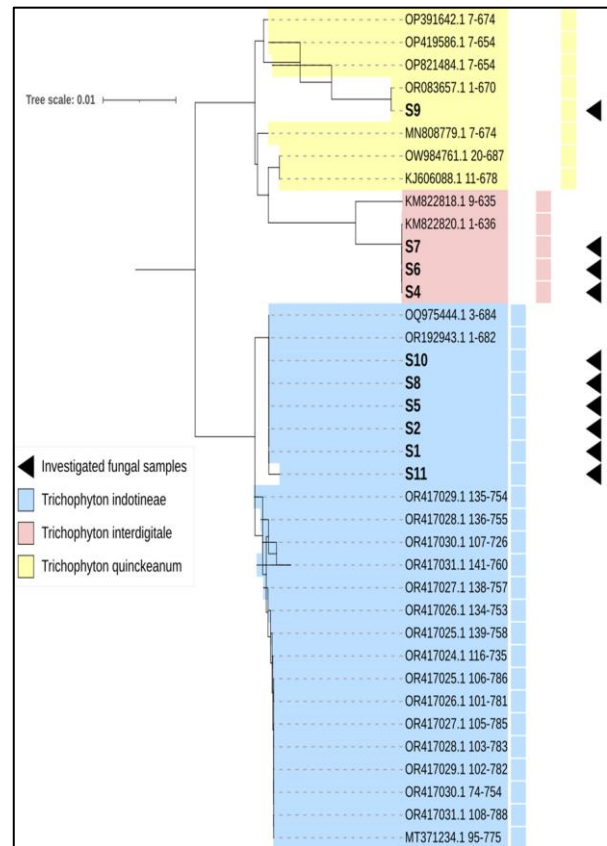 OP391642.1 7-674
OP419586.1 7-654
OP821484.1 7-654
OR083657.1 1-670
Tree scale: 0.01
S9
MN808779.1 7-674
OW984761.1 20-687
KJ606088.1 11-678
KM822818.1 9-635
KM822820.1 1-636
S7
S6
S4
OQ975444.1 3-684
OR192943.1 1-682
S10
S8
S5
S2
S1
S11
Investigated fungal samples
Trichophyton indotineae
Trichophyton interdigitale
Trichophyton quinckeanum
OR417029.1 135-754
OR417028.1 136-755
OR417030.1 107-726
OR417031.1 141-760
OR417027.1 138-757
OR417026.1 134-753
OR417025.1 139-758
OR417024.1 116-735
OR417025.1 106-786
OR417026.1 101-781
OR417027.1 105-785
OR417028.1 103-783
OR417029.1 102-782
OR417030.1 74-754
OR417031.1 108-788
MT371234.1 95-775